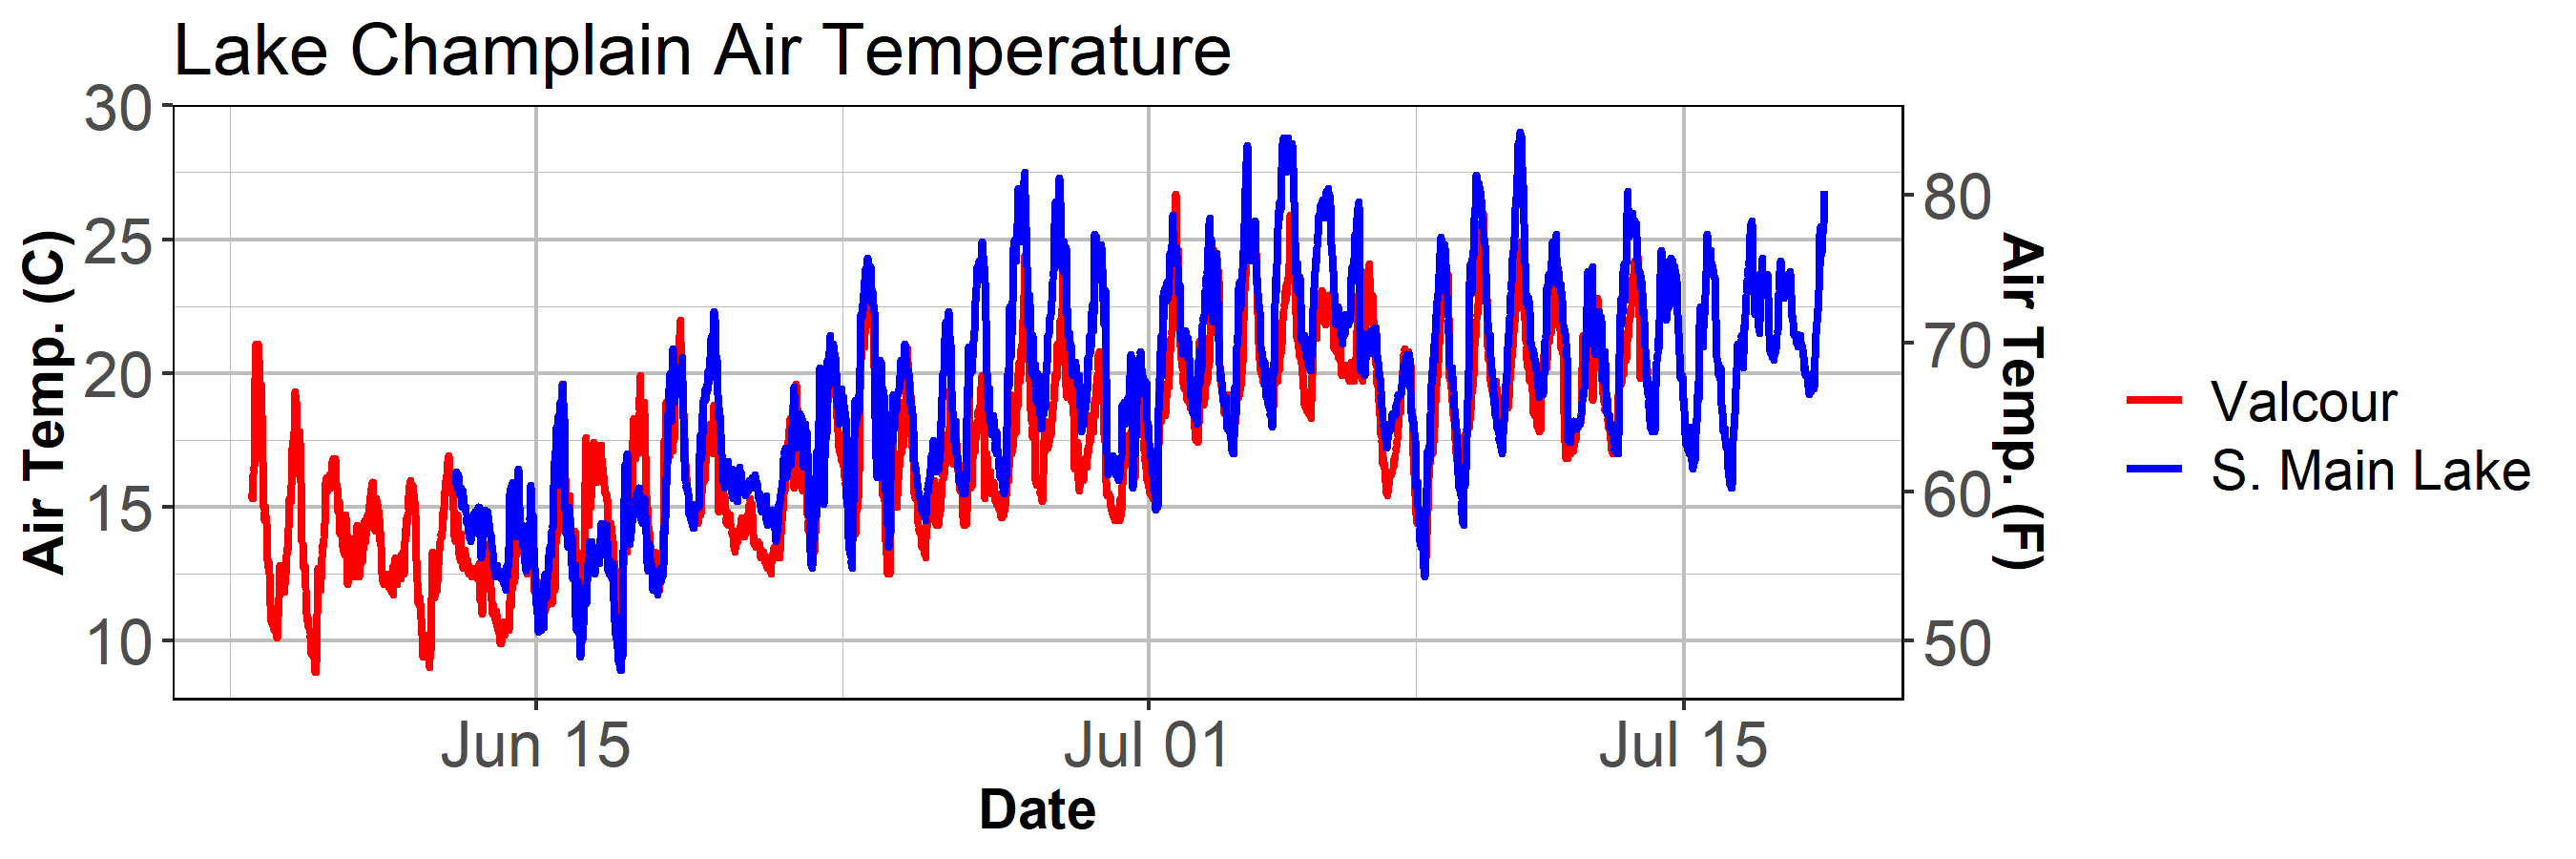 Lake Champlain Air Temperature
30
25
20
15
10
Air Temp. (C)
80
70
60
50
Air Temp. (F)
Jun 15
Jul 01
Jul 15
Date
Valcour
S. Main Lake